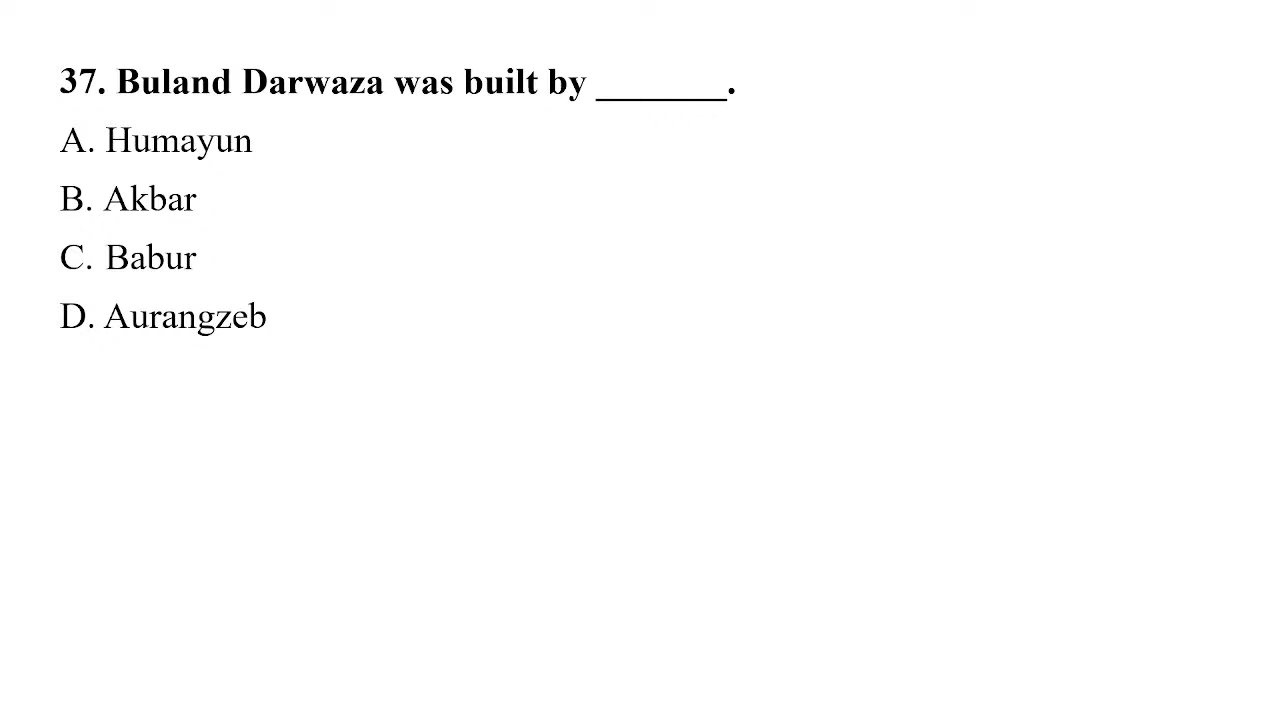 37. Buland Darwaza was built by _______.
A. Humayun
B. Akbar
C. Babur
D. Aurangzeb